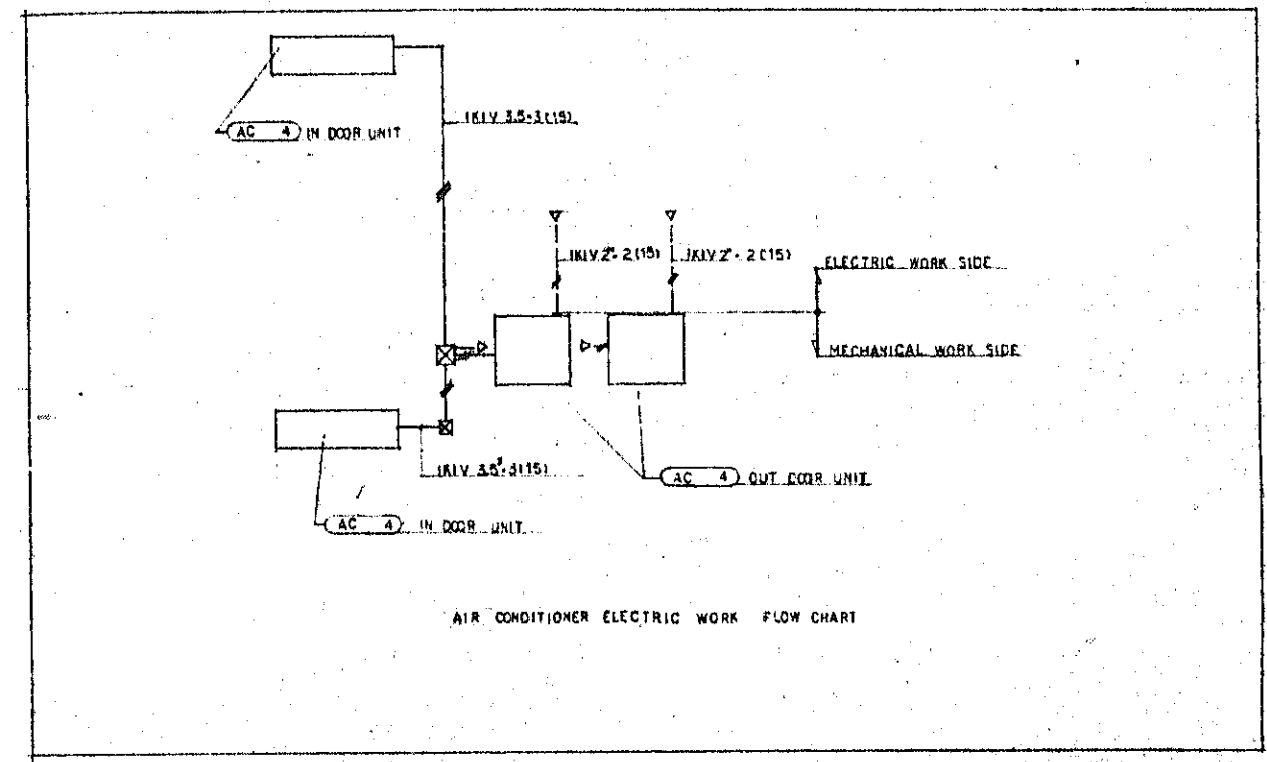 AC 4 IN DOOR UNIT
IKIV 3.5-3(15)
IKIV 2"-2(15)
IKIV 2"-2(15)
ELECTRIC WORK SIDE
MECHANICAL WORK SIDE
IKIV 3.5"-3(15)
AC 4 OUT DOOR UNIT
AC 4 IN DOOR UNIT
AIR CONDITIONER ELECTRIC WORK FLOW CHART